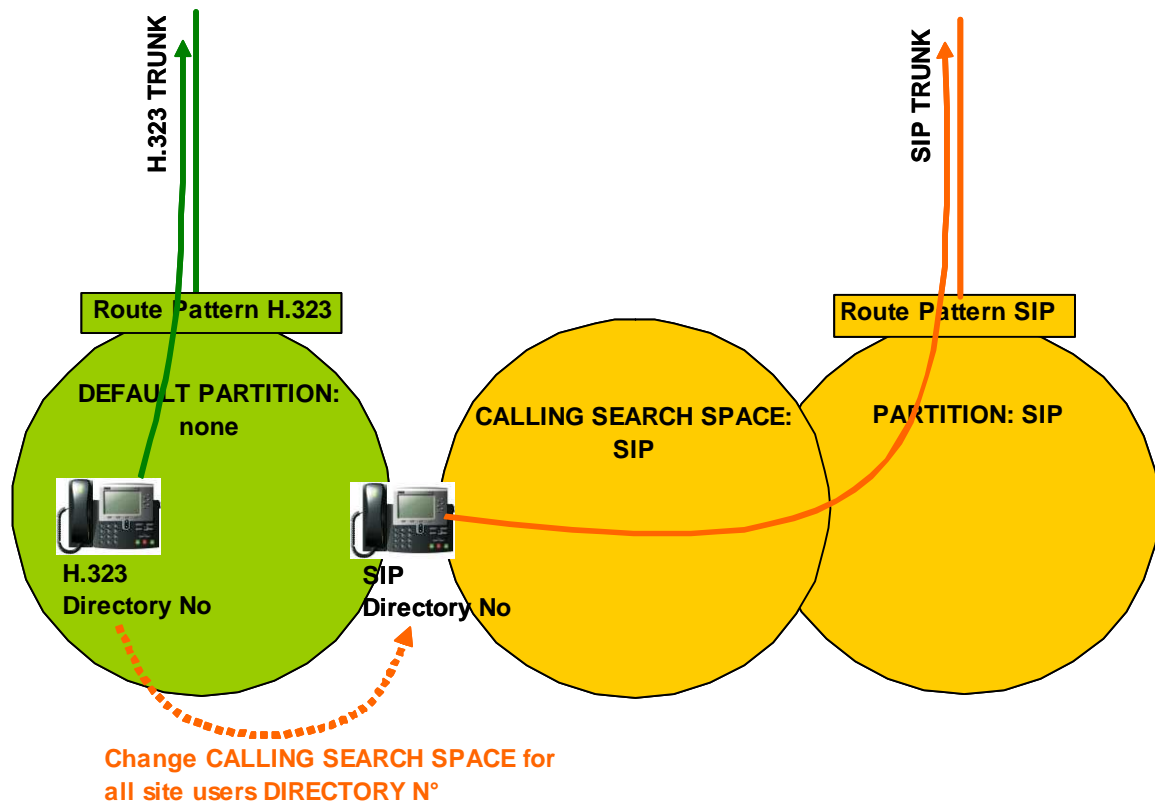 H.323 TRUNK
SIP TRUNK
Route Pattern H.323
Route Pattern SIP
DEFAULT PARTITION:
none
CALLING SEARCH SPACE:
SIP
PARTITION: SIP
H.323
Directory No
SIP
Directory No
Change CALLING SEARCH SPACE for
all site users DIRECTORY N°